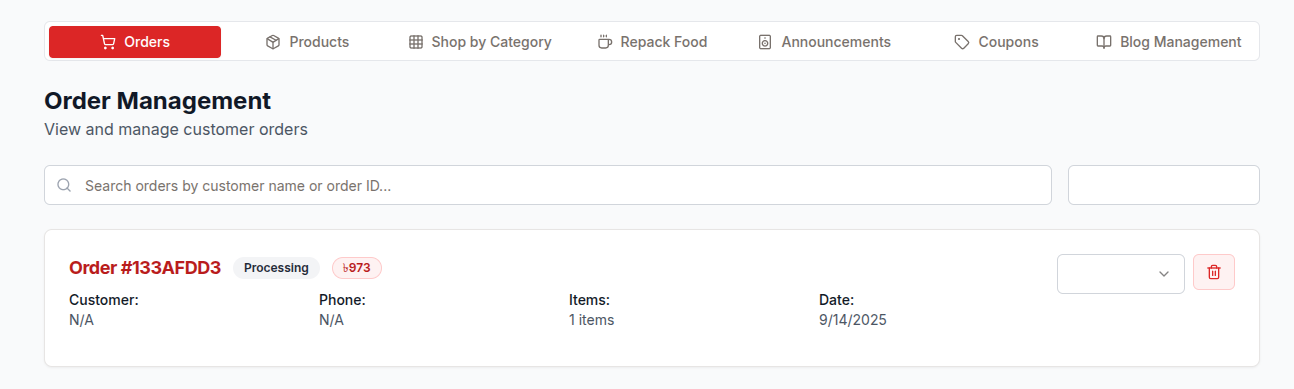 Orders Products Shop by Category Repack Food Announcements Coupons Blog Management
Order Management
View and manage customer orders
Search orders by customer name or order ID...
Order #133AFDD3 Processing ৳973
Customer: Phone: Items: Date:
N/A N/A 1 items 9/14/2025